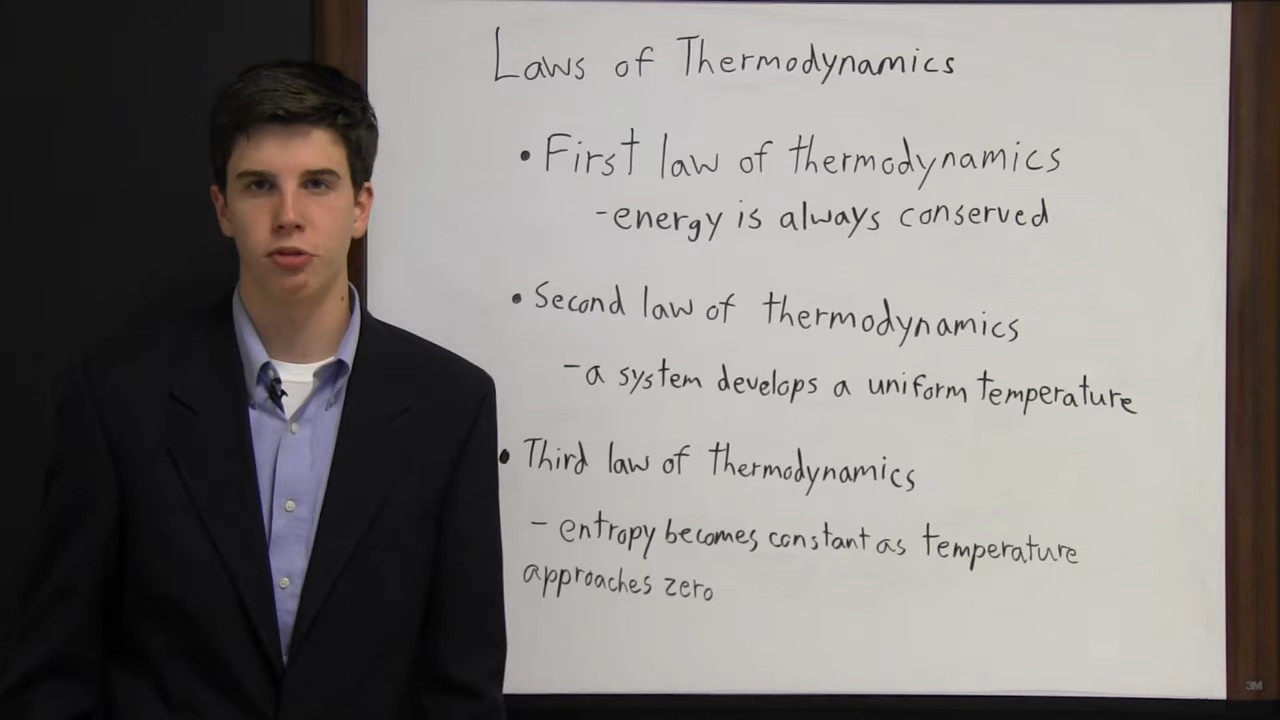 Laws of Thermodynamics
• First law of thermodynamics
-energy is always conserved
• Second law of thermodynamics
- a system develops a uniform temperature
• Third law of thermodynamics
- entropy becomes constant as temperature
approaches zero
3M